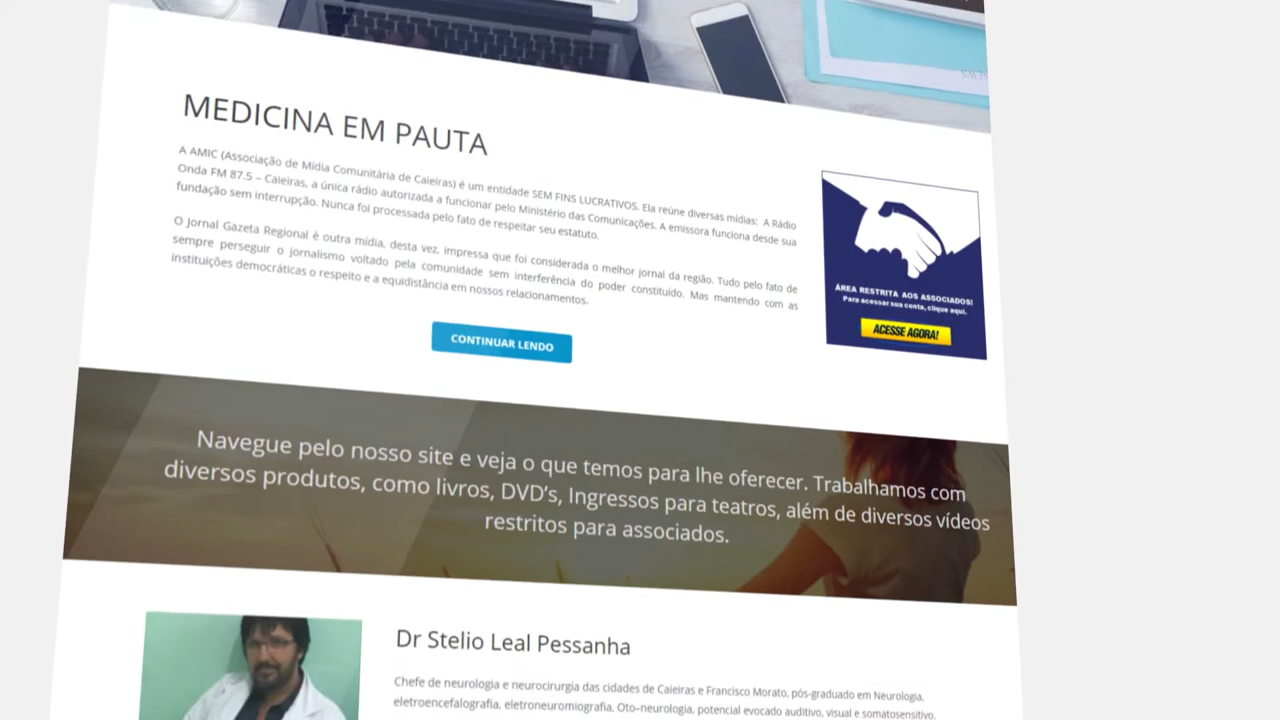 MEDICINA EM PAUTA
A AMIC (Associação de Mídia Comunitária de Caieiras) é um entidade SEM FINS LUCRATIVOS. Ela reúne diversas mídias: A Rádio
Onda FM 87.5 – Caieiras, a única rádio autorizada a funcionar pelo Ministério das Comunicações. A emissora funciona desde sua
fundação sem interrupção. Nunca foi processada pelo fato de respeitar seu estatuto.
O Jornal Gazeta Regional é outra mídia, desta vez, impressa que foi considerada o melhor jornal da região. Tudo pelo fato de
sempre perseguir o jornalismo voltado pela comunidade sem interferência do poder constituído. Mas mantendo com as
instituições democráticas o respeito e a equidistância em nossos relacionamentos.
CONTINUAR LENDO
ÁREA RESTRITA AOS ASSOCIADOS!
Para acessar sua conta, clique aqui.
ACESSE AGORA!
Navegue pelo nosso site e veja o que temos para lhe oferecer. Trabalhamos com
diversos produtos, como livros, DVD's, Ingressos para teatros, além de diversos vídeos
restritos para associados.
Dr Stelio Leal Pessanha
Chefe de neurologia e neurocirurgia das cidades de Caieiras e Francisco Morato, pós-graduado em Neurologia,
eletroencefalografia, eletroneuromiografia, Oto–neurologia, potencial evocado auditivo, visual e somatosensitivo.